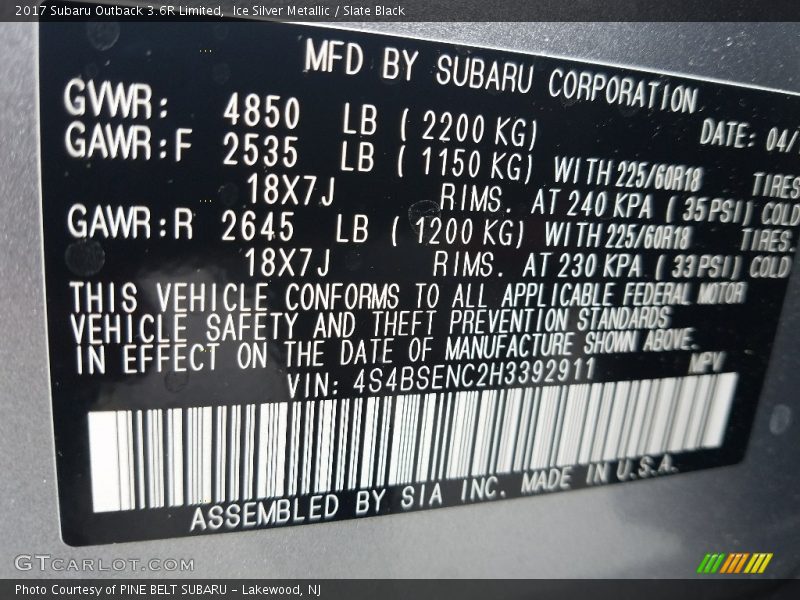 2017 Subaru Outback 3.6R Limited, Ice Silver Metallic / Slate Black
MFD BY SUBARU CORPORATION
GVWR: 4850 LB ( 2200 KG) DATE: 04/
GAWR:F 2535 LB ( 1150 KG) WITH 225/60R18 TIRES
18X7J RIMS. AT 240 KPA ( 35PSI) COLD
GAWR:R 2645 LB ( 1200 KG) WITH 225/60R18 TIRES.
18X7J RIMS. AT 230 KPA ( 33PSI) COLD
THIS VEHICLE CONFORMS TO ALL APPLICABLE FEDERAL MOTOR
VEHICLE SAFETY AND THEFT PREVENTION STANDARDS
IN EFFECT ON THE DATE OF MANUFACTURE SHOWN ABOVE.
VIN: 4S4BSENC2H3392911 MPV
ASSEMBLED BY SIA INC. MADE IN U.S.A.
GTCARLOT.COM
Photo Courtesy of PINE BELT SUBARU - Lakewood, NJ